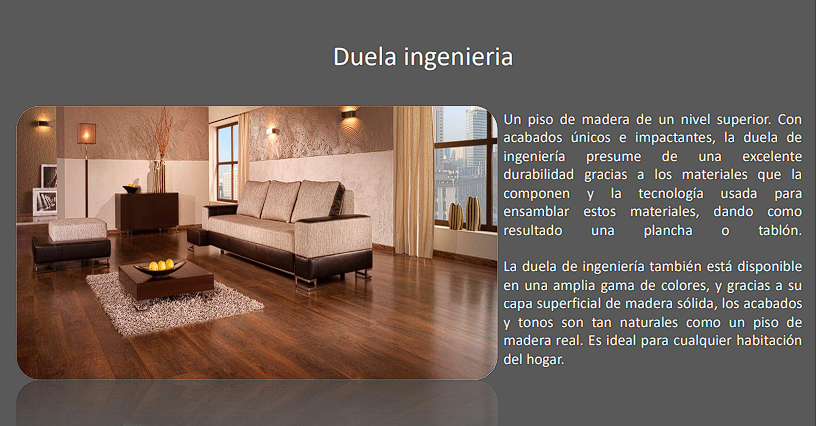 Duela ingenieria
Un piso de madera de un nivel superior. Con
acabados únicos e impactantes, la duela de
ingeniería presume de una excelente
durabilidad gracias a los materiales que la
componen y la tecnología usada para
ensamblar estos materiales, dando como
resultado una plancha o tablón.
La duela de ingeniería también está disponible
en una amplia gama de colores, y gracias a su
capa superficial de madera sólida, los acabados
y tonos son tan naturales como un piso de
madera real. Es ideal para cualquier habitación
del hogar.